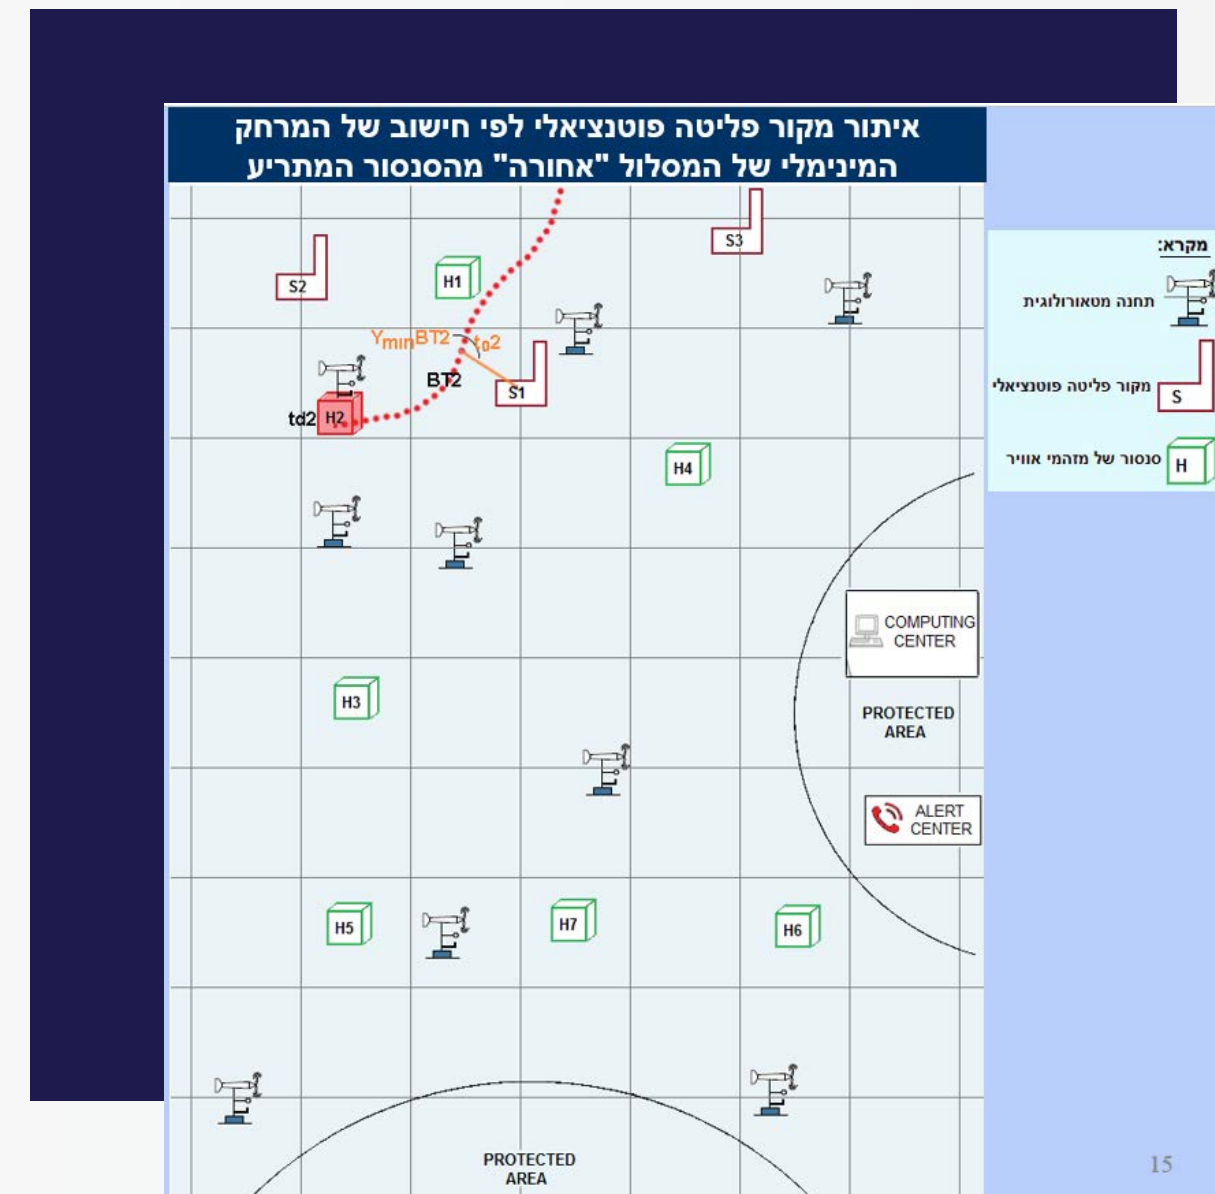 איתור מקור פליטה פוטנציאלי לפי חישוב של המרחק
המינימלי של המסלול "אחורה" מהסנסור המתריע
S3
מקרא:
S2
H1
תחנה מטאורולוגית
YminBT2
t02
BT2
S1
מקור פליטה פוטנציאלי
S
td2
H2
H4
סנסור של מזהמי אוויר
H
COMPUTING
CENTER
H3
PROTECTED
AREA
ALERT
CENTER
H5
H7
H6
PROTECTED
AREA
15